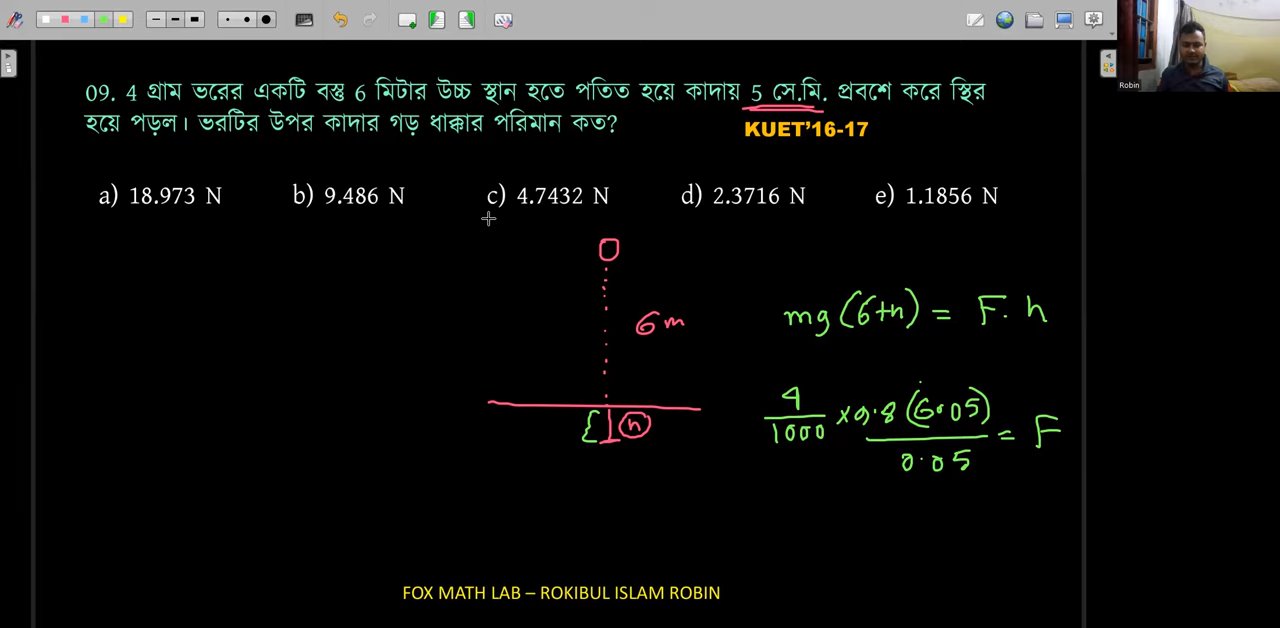 Robin
09. 4 গ্রাম ভরের একটি বস্তু 6 মিটার উচ্চ স্থান হতে পতিত হয়ে কাদায় 5 সে.মি. প্রবশে করে স্থির
হয়ে পড়ল। ভরটির উপর কাদার গড় ধাক্কার পরিমান কত?
KUET’16-17
a) 18.973 N b) 9.486 N c) 4.7432 N d) 2.3716 N e) 1.1856 N
6 m
mg (6+h) = F. h
h
4/1000 × 9.8 (6.05)/0.05 = F
FOX MATH LAB – ROKIBUL ISLAM ROBIN